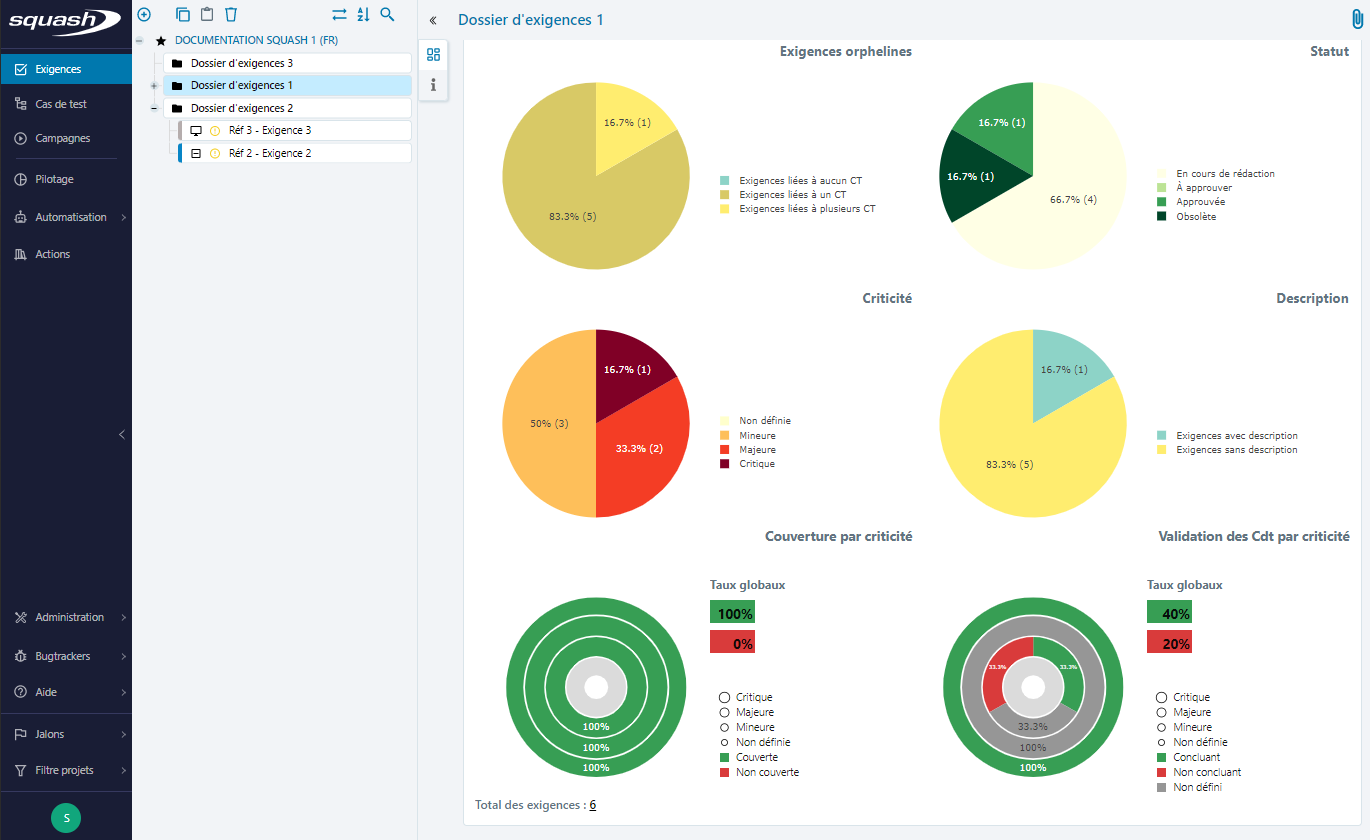 squash
Exigences
Cas de test
Campagnes
Pilotage
Automatisation
Actions
Administration
Bugtrackers
Aide
Jalons
Filtre projets
S
DOCUMENTATION SQUASH 1 (FR)
Dossier d'exigences 3
Dossier d'exigences 1
Dossier d'exigences 2
Réf 3 - Exigence 3
Réf 2 - Exigence 2
Dossier d'exigences 1
Exigences orphelines
16.7% (1)
83.3% (5)
Exigences liées à aucun CT
Exigences liées à un CT
Exigences liées à plusieurs CT
Statut
16.7% (1)
16.7% (1)
66.7% (4)
En cours de rédaction
À approuver
Approuvée
Obsolète
Criticité
16.7% (1)
50% (3)
33.3% (2)
Non définie
Mineure
Majeure
Critique
Description
16.7% (1)
83.3% (5)
Exigences avec description
Exigences sans description
Couverture par criticité
Taux globaux
100%
0%
100%
100%
100%
Critique
Majeure
Mineure
Non définie
Couverte
Non couverte
Validation des Cdt par criticité
Taux globaux
40%
20%
33.3%
33.3%
33.3%
100%
100%
Critique
Majeure
Mineure
Non définie
Concluant
Non concluant
Non défini
Total des exigences : 6